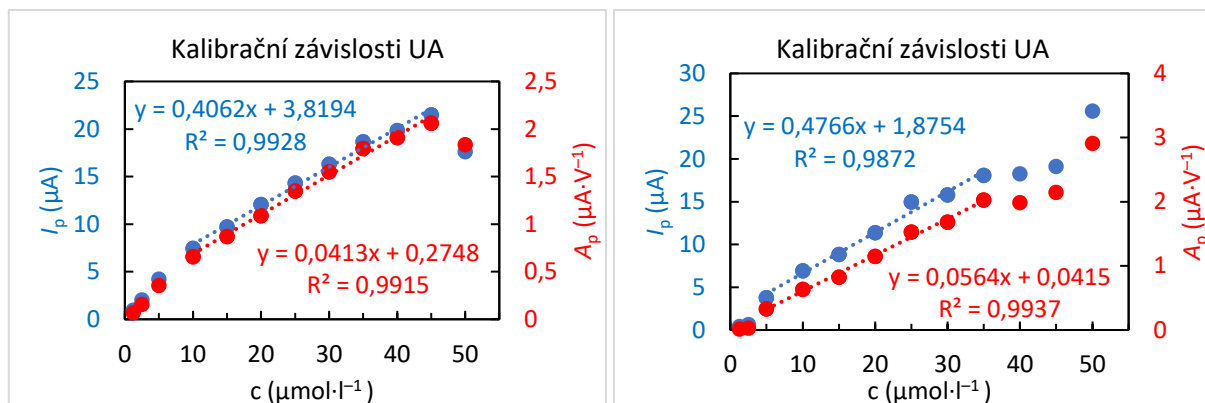 Kalibrační závislosti UA
25
20
15
10
5
0
I_p (µA)
y = 0,4062x + 3,8194
R² = 0,9928
y = 0,0413x + 0,2748
R² = 0,9915
2,5
2
1,5
1
0,5
0
A_p (µA·V⁻¹)
0 10 20 30 40 50
c (µmol·l⁻¹)
Kalibrační závislosti UA
30
25
20
15
10
5
0
I_p (µA)
y = 0,4766x + 1,8754
R² = 0,9872
y = 0,0564x + 0,0415
R² = 0,9937
4
3
2
1
0
A_p (µA·V⁻¹)
0 10 20 30 40 50
c (µmol·l⁻¹)